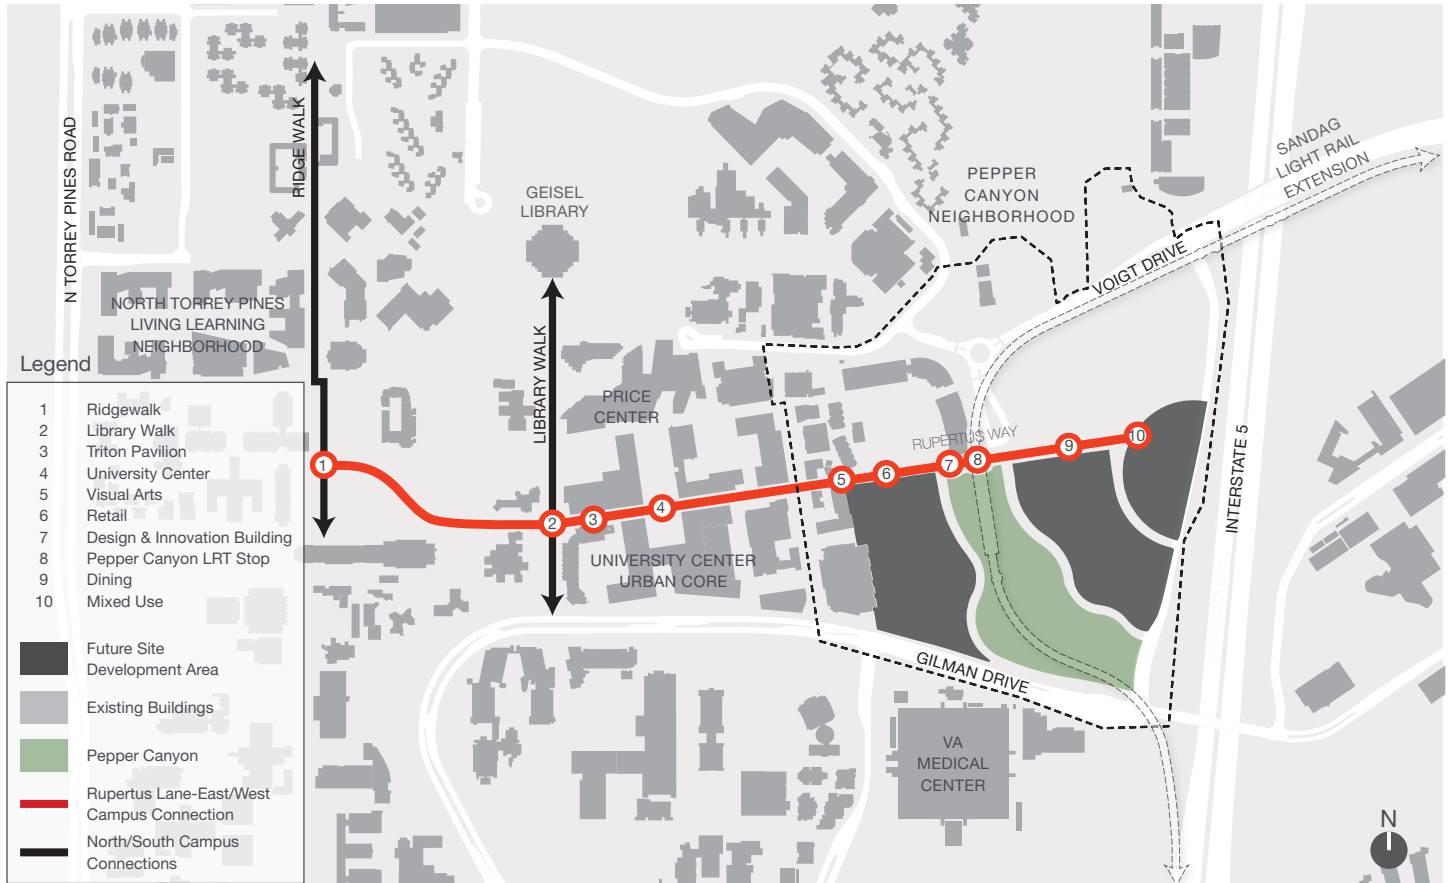 N TORREY PINES ROAD
RIDGE WALK
GEISEL
LIBRARY
PEPPER
CANYON
NEIGHBORHOOD
SANDAG
LIGHT RAIL
EXTENSION
VOIGT DRIVE
NORTH TORREY PINES
LIVING LEARNING
NEIGHBORHOOD
LIBRARY WALK
PRICE
CENTER
RUPERTUS WAY
INTERSTATE 5
1
2
3
4
5
6
7
8
9
10
UNIVERSITY CENTER
URBAN CORE
GILMAN DRIVE
VA
MEDICAL
CENTER
N
Legend
1 Ridgewalk
2 Library Walk
3 Triton Pavilion
4 University Center
5 Visual Arts
6 Retail
7 Design & Innovation Building
8 Pepper Canyon LRT Stop
9 Dining
10 Mixed Use
Future Site
Development Area
Existing Buildings
Pepper Canyon
Rupertus Lane-East/West
Campus Connection
North/South Campus
Connections